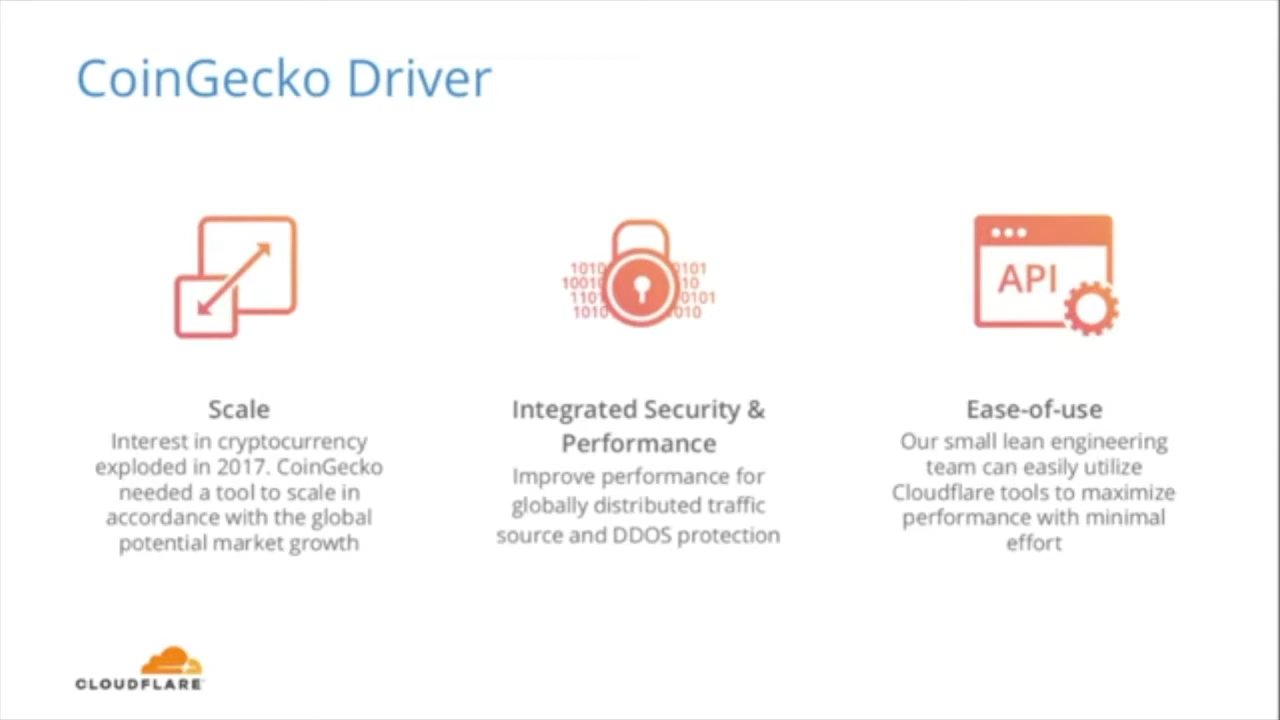 CoinGecko Driver
1010 0101
10010 10
1101 0101
1010 010
API
Scale
Interest in cryptocurrency
exploded in 2017. CoinGecko
needed a tool to scale in
accordance with the global
potential market growth
Integrated Security &
Performance
Improve performance for
globally distributed traffic
source and DDOS protection
Ease-of-use
Our small lean engineering
team can easily utilize
Cloudflare tools to maximize
performance with minimal
effort
CLOUDFLARE